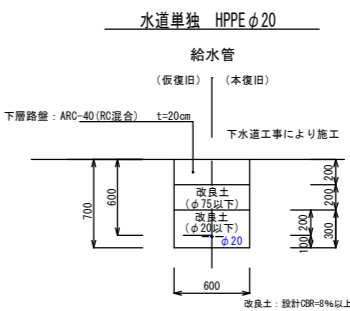 水道単独 HPPEφ20
給水管
(仮復旧) (本復旧)
下層路盤：ARC-40(RC混合) t=20cm
下水道工事により施工
700
600
改良土
(φ75以下)
改良土
(φ20以下)
φ20
200
200
200
100
300
600
改良土：設計CBR=8%以上